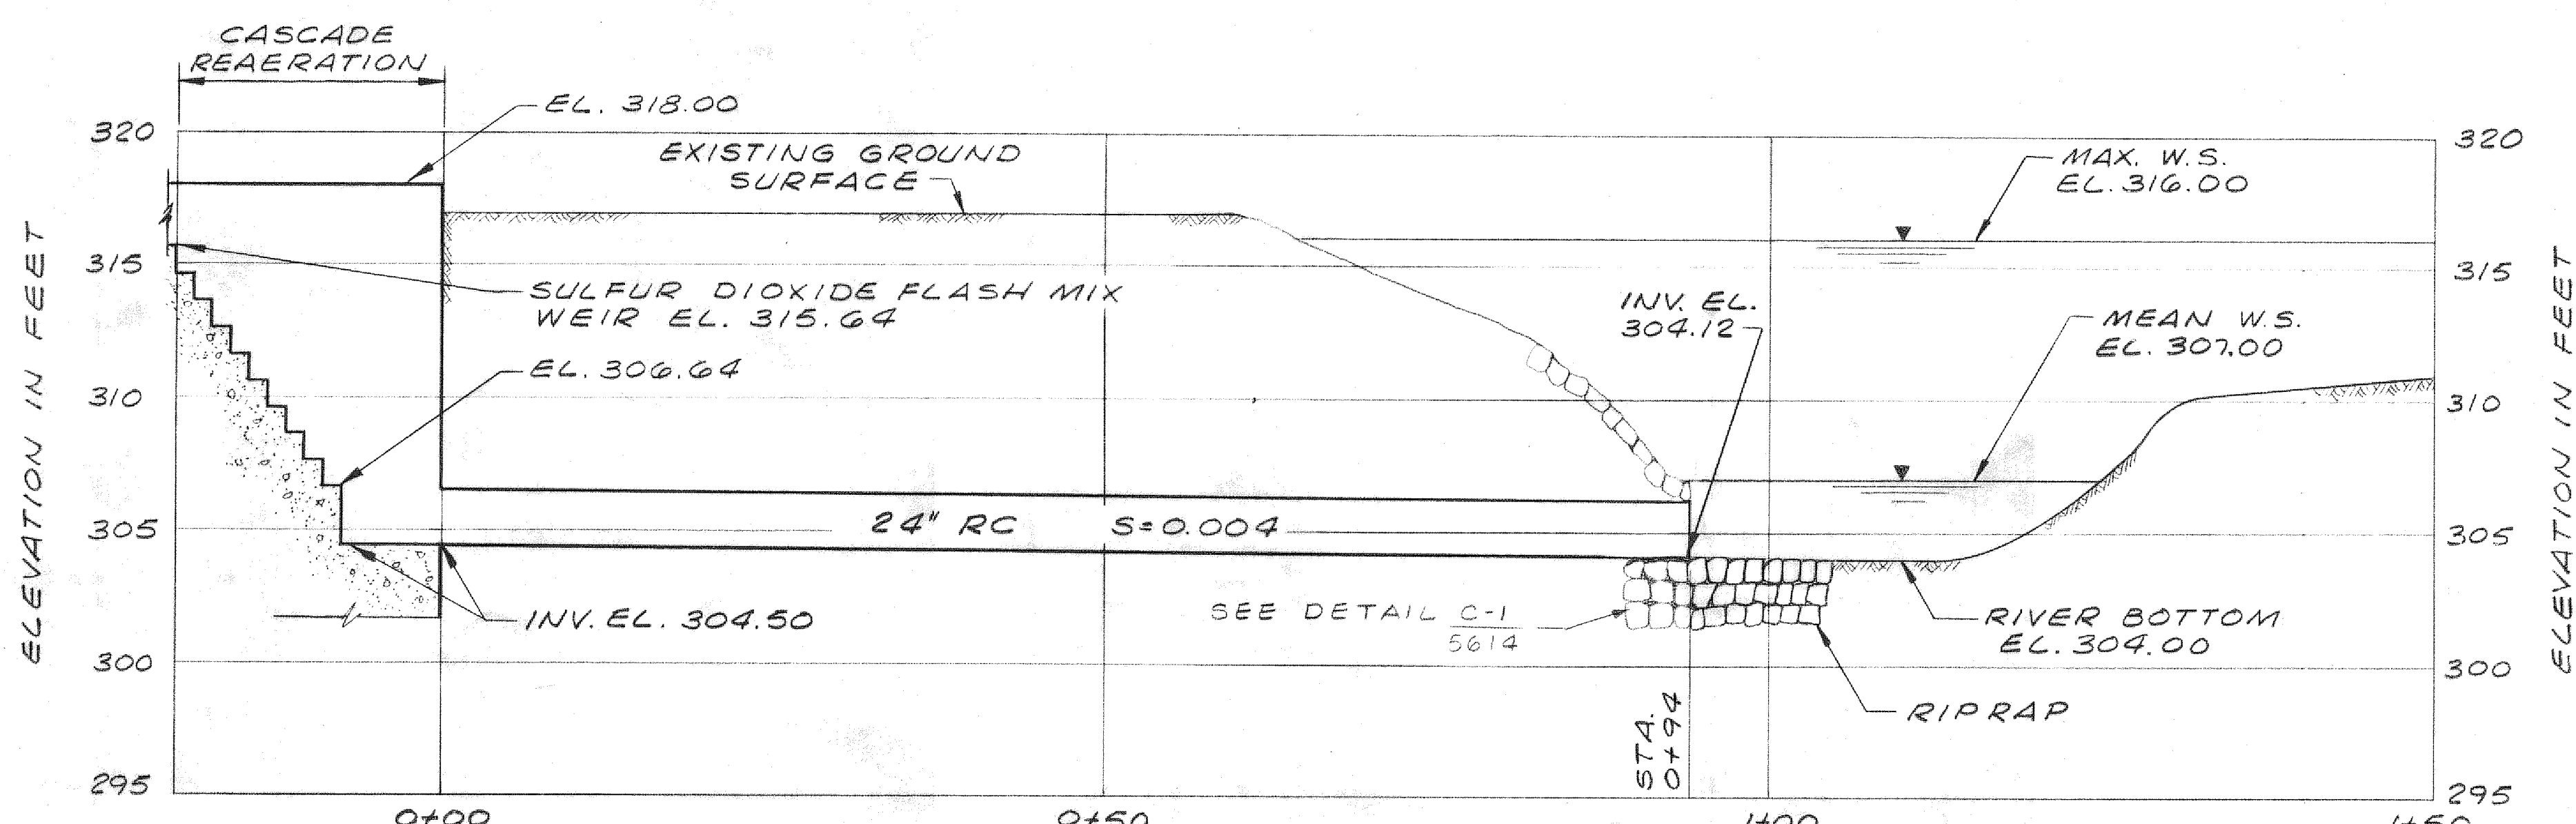 CASCADE
REAERATION
EL. 318.00
320
320
EXISTING GROUND
SURFACE
MAX. W.S.
EL. 316.00
315
315
SULFUR DIOXIDE FLASH MIX
WEIR EL. 315.64
INV. EL.
304.12
MEAN W.S.
EL. 307.00
EL. 306.64
310
310
ELEVATION IN FEET
ELEVATION IN FEET
305
24" RC S=0.004
305
INV. EL. 304.50
SEE DETAIL C-1
5614
RIVER BOTTOM
EL. 304.00
300
300
RIPRAP
STA.
0+94
295
295
0+00
0+50
1+00
1+50